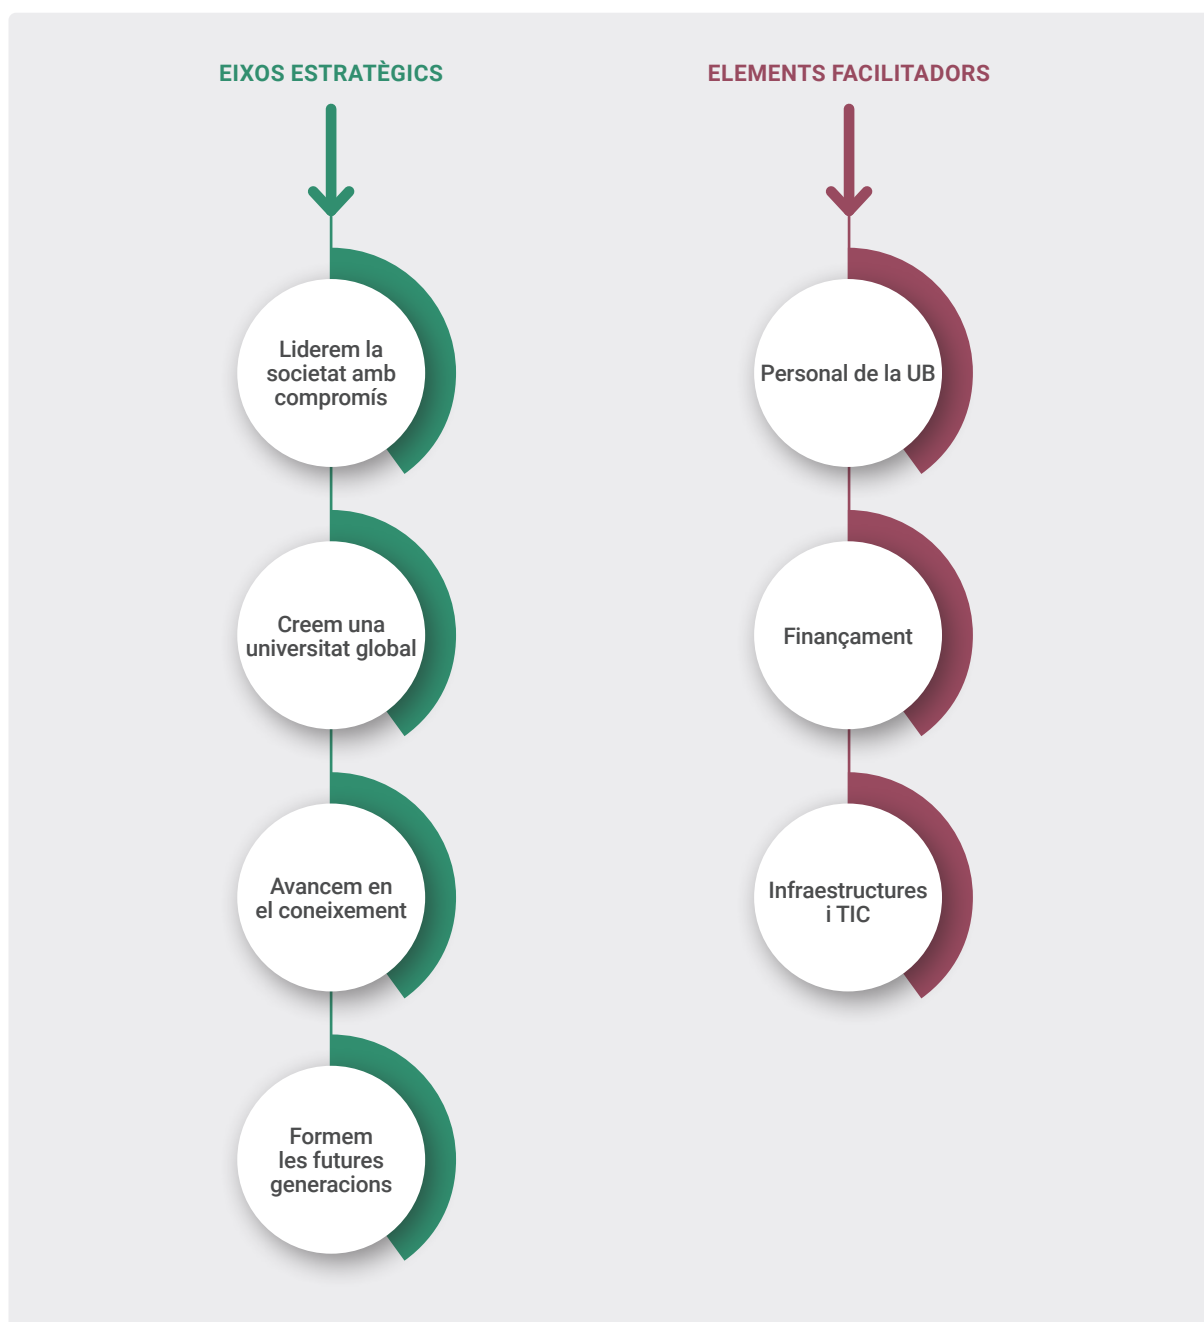 EIXOS ESTRATÈGICS
Liderem la
societat amb
compromís
Creem una
universitat global
Avancem en
el coneixement
Formem
les futures
generacions
ELEMENTS FACILITADORS
Personal de la UB
Finançament
Infraestructures
i TIC